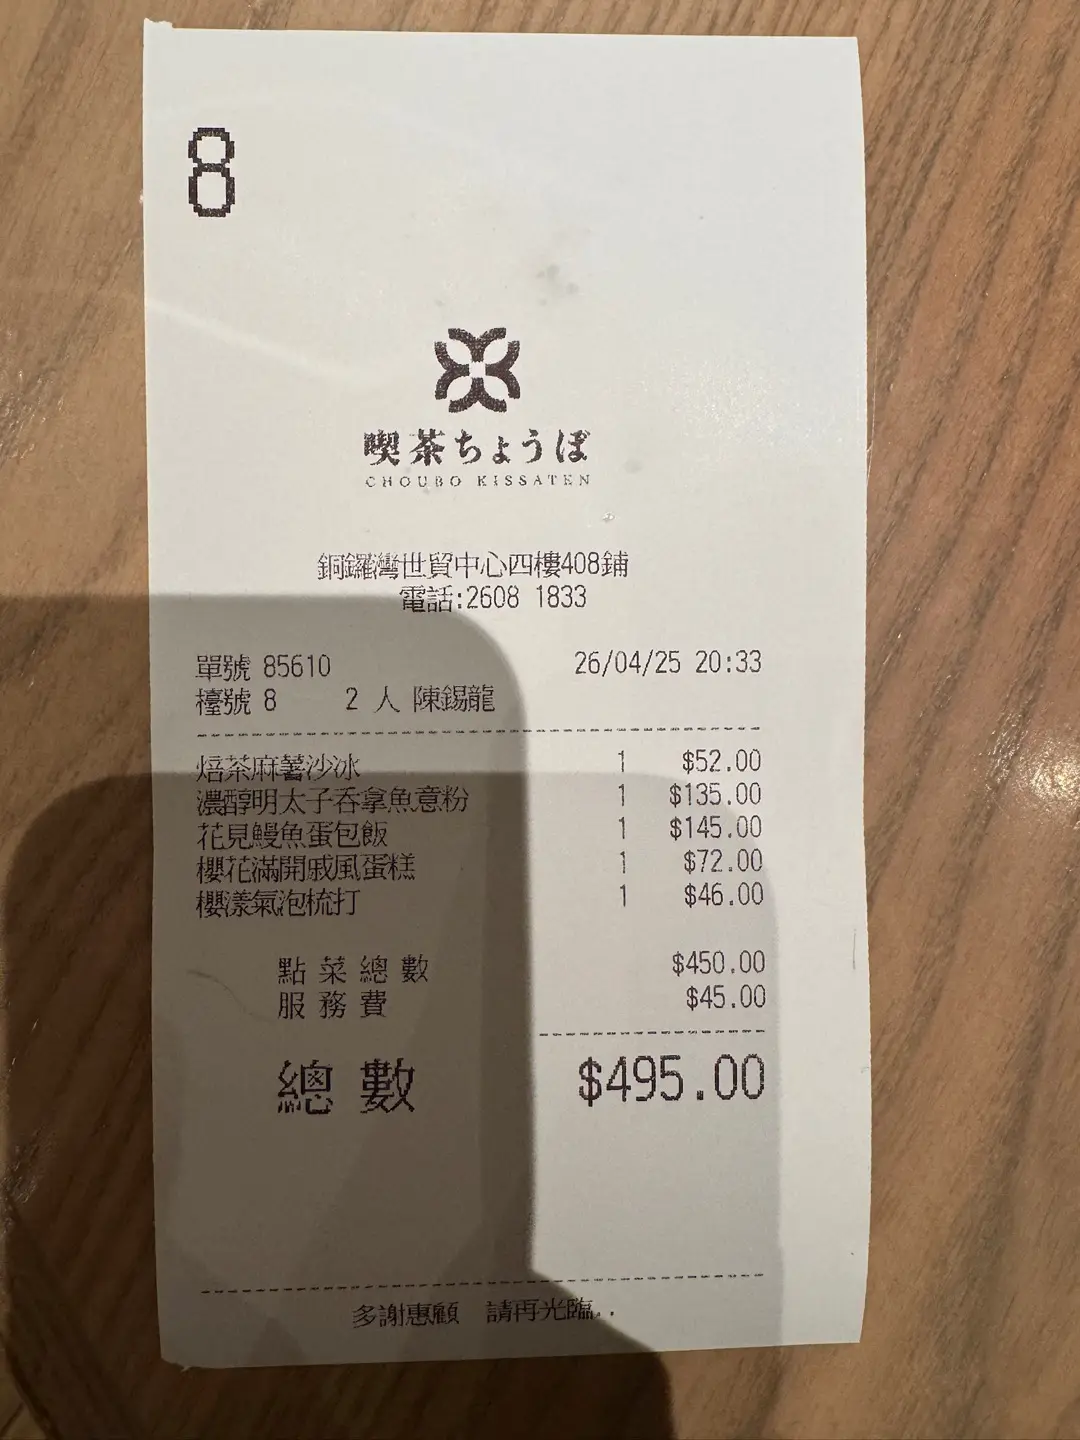 8
喫茶ちょうぼ
CHOUBO KISSATEN
銅鑼灣世貿中心四樓408鋪
電話:2608 1833
單號 85610 26/04/25 20:33
檯號 8 2 人 陳錫龍
焙茶麻薯沙冰 1 $52.00
濃醇明太子呑拿魚意粉 1 $135.00
花見鰻魚蛋包飯 1 $145.00
櫻花滿開戚風蛋糕 1 $72.00
櫻漾氣泡梳打 1 $46.00
點菜總數 $450.00
服務費 $45.00
總數 $495.00
多謝惠顧 請再光臨..